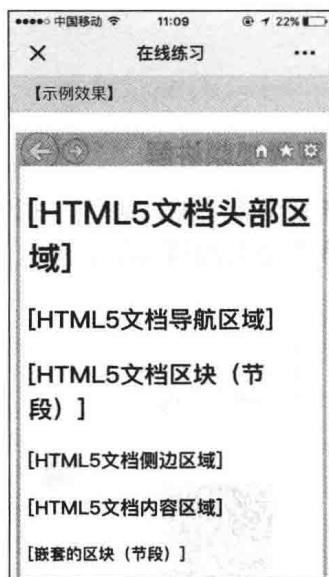 ●●●●○ 中国移动 11:09 22%
× 在线练习 •••
【示例效果】
[HTML5文档头部区
域]
[HTML5文档导航区域]
[HTML5文档区块（节
段）]
[HTML5文档侧边区域]
[HTML5文档内容区域]
[嵌套的区块（节段）]